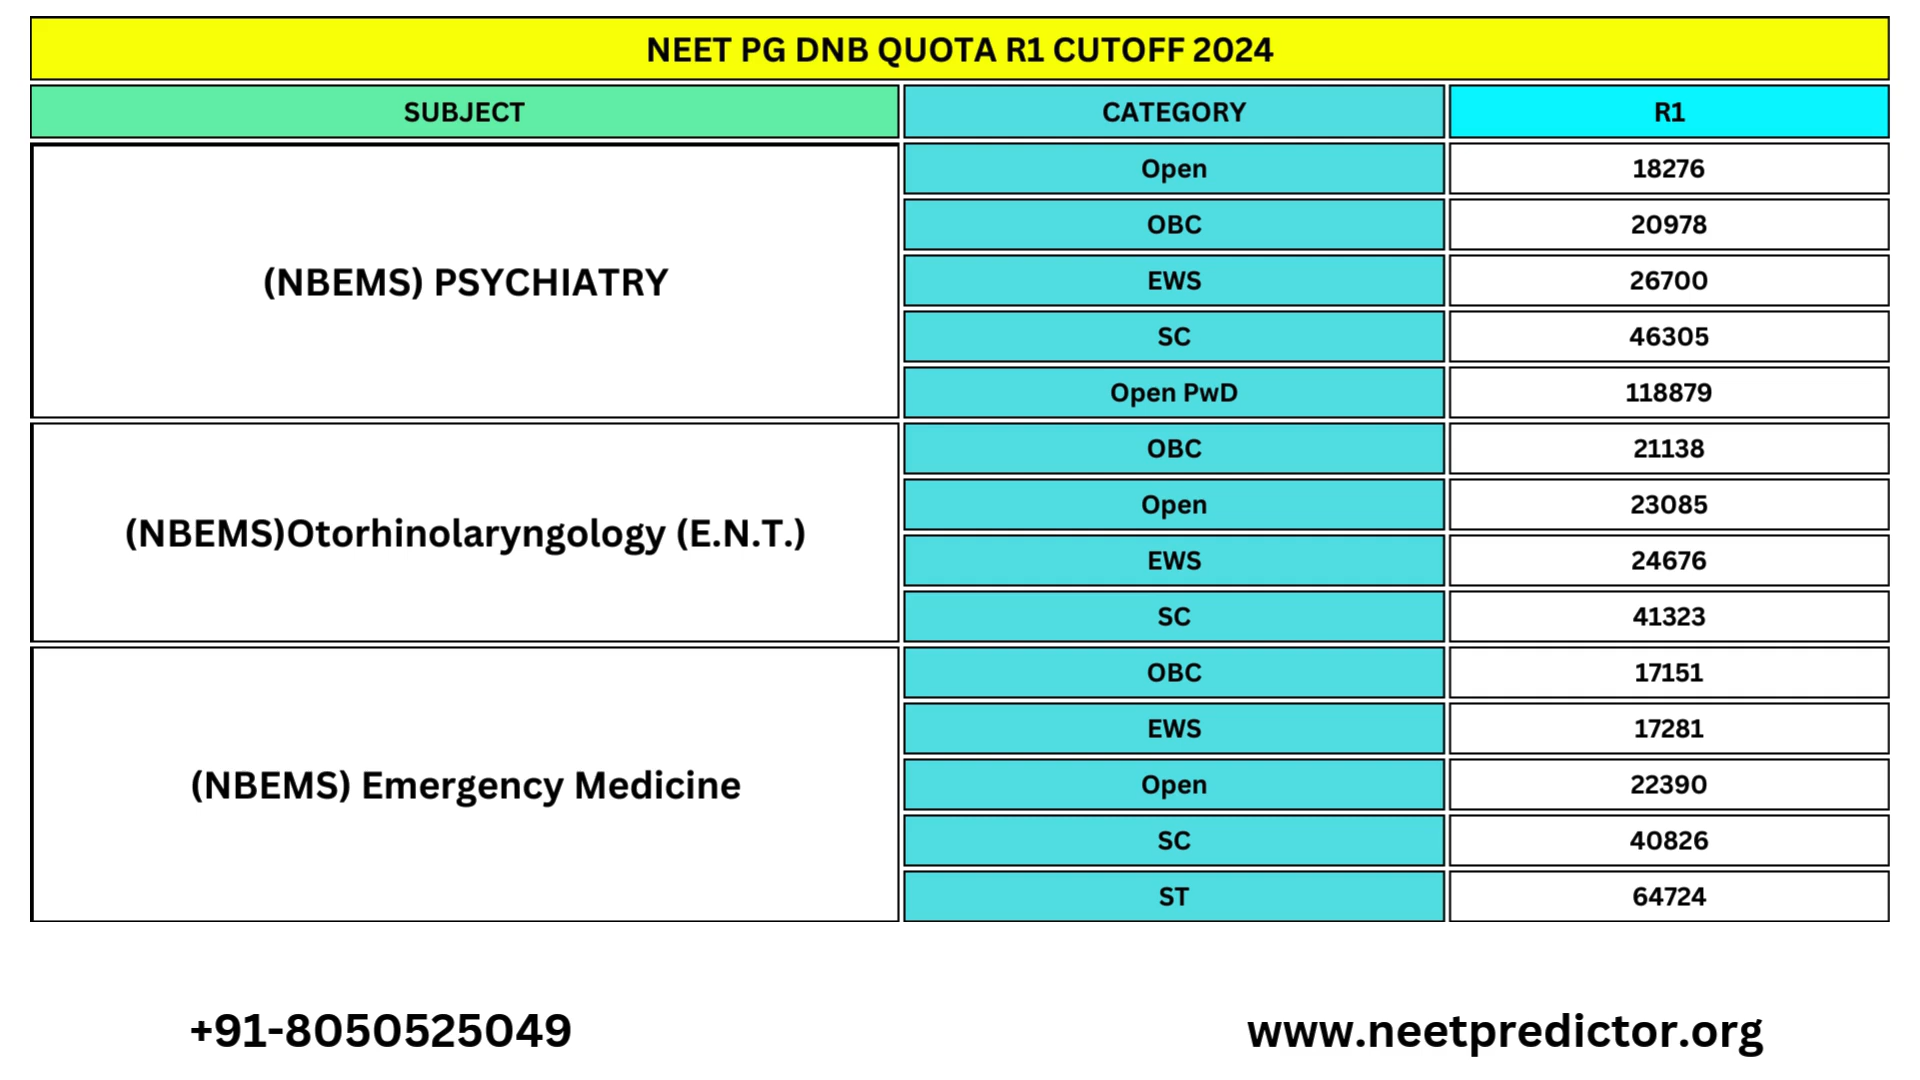 NEET PG DNB QUOTA R1 CUTOFF 2024
SUBJECT CATEGORY R1
(NBEMS) PSYCHIATRY
Open 18276
OBC 20978
EWS 26700
SC 46305
Open PwD 118879
(NBEMS)Otorhinolaryngology (E.N.T.)
OBC 21138
Open 23085
EWS 24676
SC 41323
(NBEMS) Emergency Medicine
OBC 17151
EWS 17281
Open 22390
SC 40826
ST 64724
+91-8050525049 www.neetpredictor.org